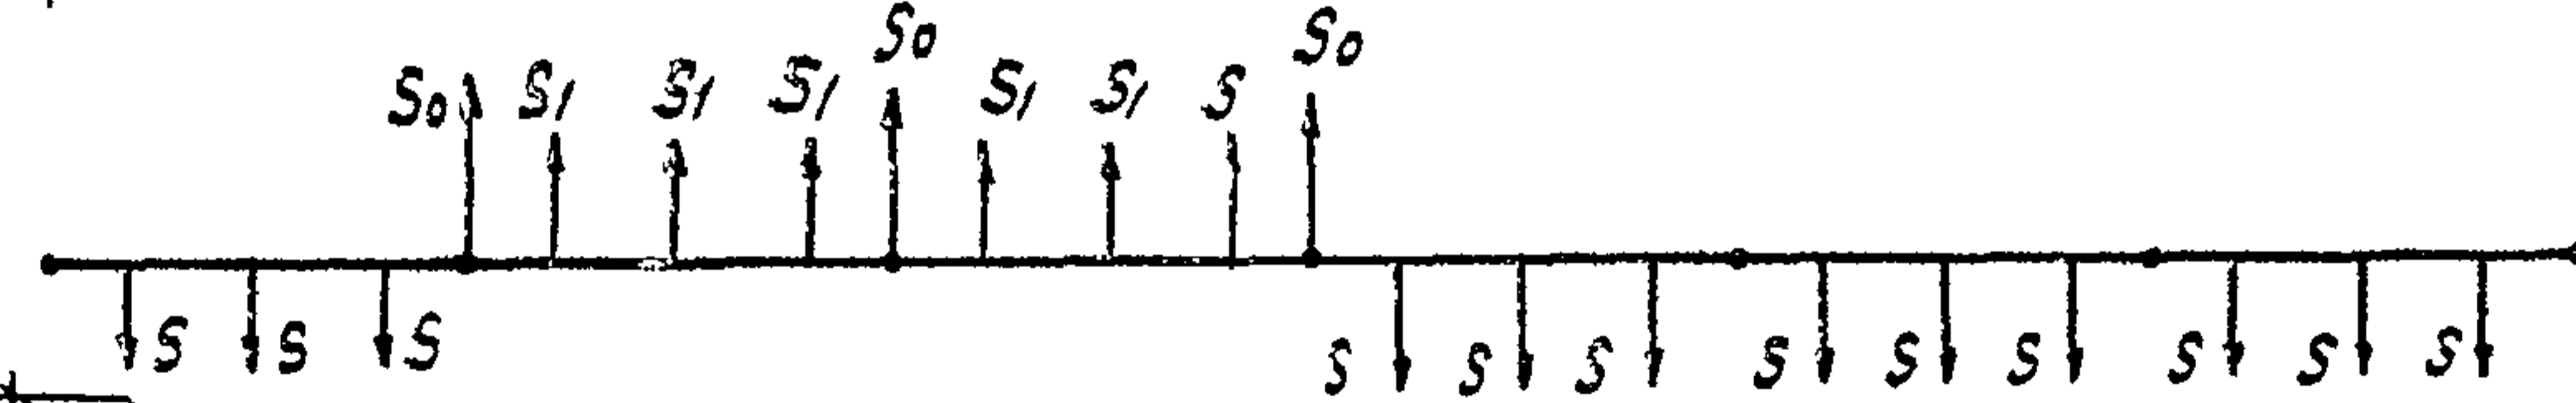 S₀ S₁ S₁ S₁ S₀ S₁ S₁ S S₀
S S S S S S S S S S S S